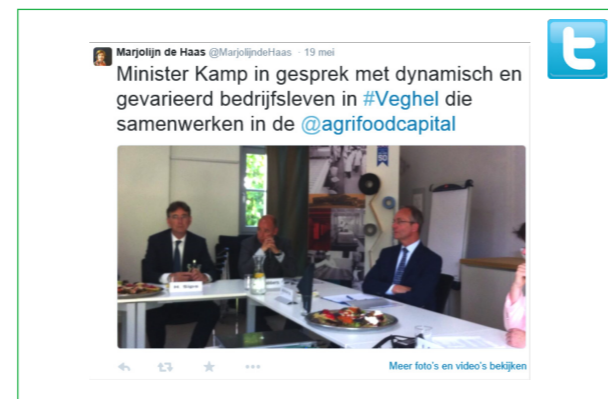 Marjolijn de Haas @MarjolijndeHaas · 19 mei
Minister Kamp in gesprek met dynamisch en
gevarieerd bedrijfsleven in #Veghel die
samenwerken in de @agrifoodcapital
50
Meer foto's en video's bekijken